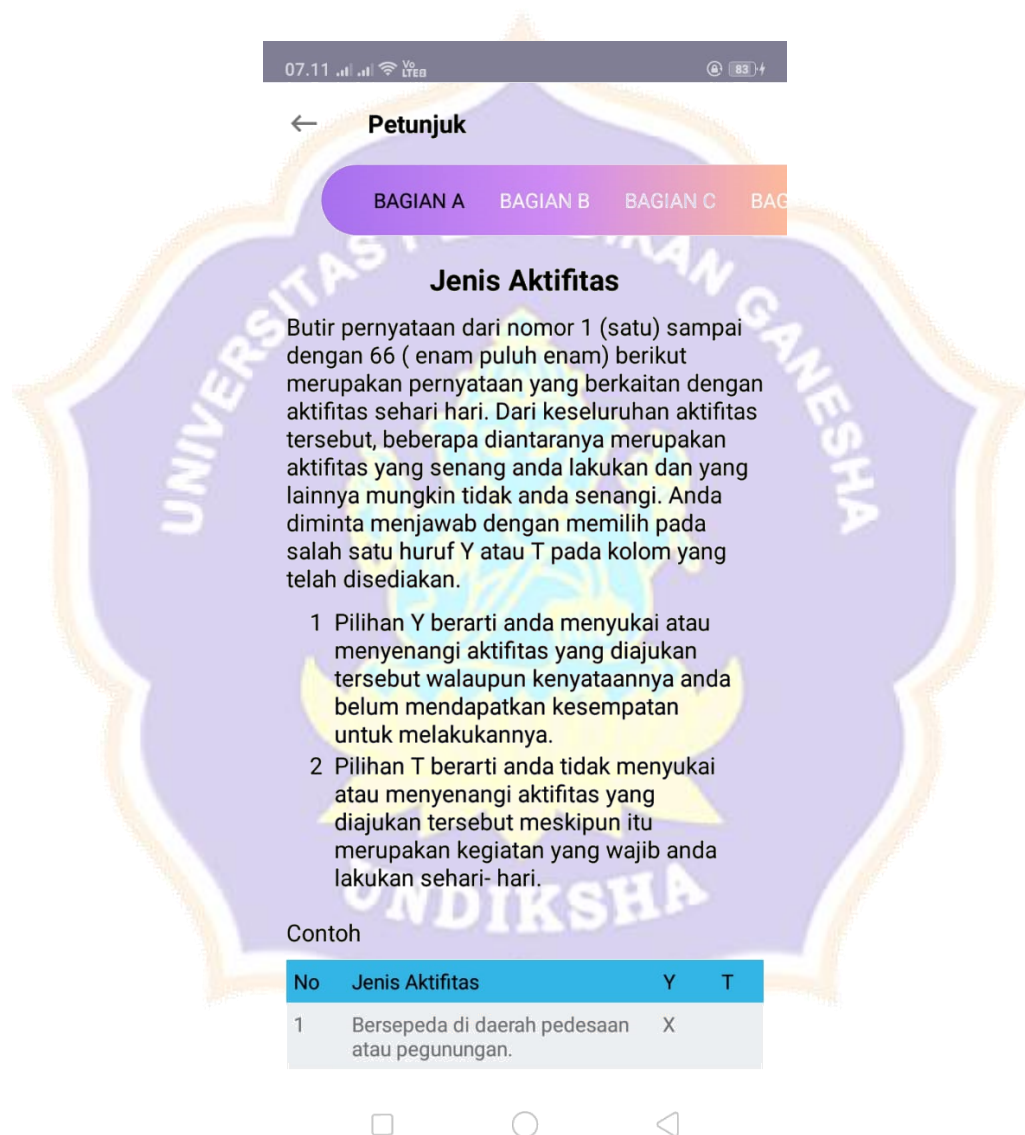 07.11 Vo LTE 83
Petunjuk
BAGIAN A BAGIAN B BAGIAN C BAG
Jenis Aktifitas
Butir pernyataan dari nomor 1 (satu) sampai
dengan 66 ( enam puluh enam) berikut
merupakan pernyataan yang berkaitan dengan
aktifitas sehari hari. Dari keseluruhan aktifitas
tersebut, beberapa diantaranya merupakan
aktifitas yang senang anda lakukan dan yang
lainnya mungkin tidak anda senangi. Anda
diminta menjawab dengan memilih pada
salah satu huruf Y atau T pada kolom yang
telah disediakan.
1 Pilihan Y berarti anda menyukai atau
menyenangi aktifitas yang diajukan
tersebut walaupun kenyataannya anda
belum mendapatkan kesempatan
untuk melakukannya.
2 Pilihan T berarti anda tidak menyukai
atau menyenangi aktifitas yang
diajukan tersebut meskipun itu
merupakan kegiatan yang wajib anda
lakukan sehari- hari.
Contoh
No Jenis Aktifitas Y T
1 Bersepeda di daerah pedesaan X
atau pegunungan.
UNDIKSHA